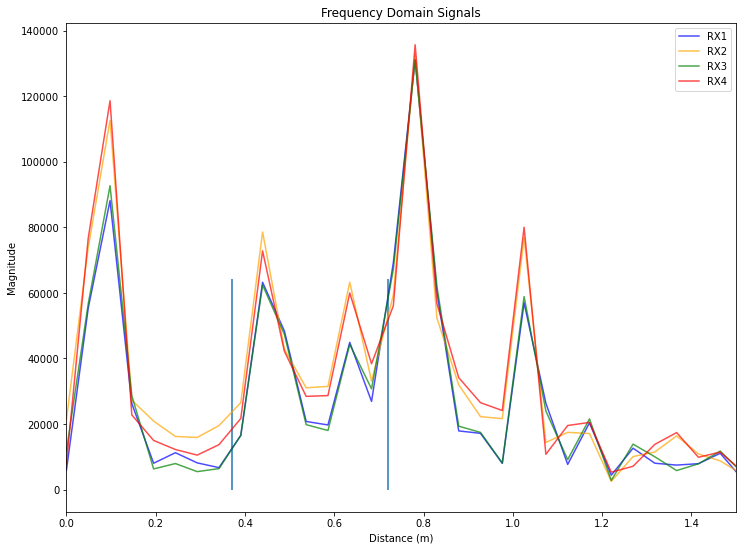 Frequency Domain Signals
RX1
RX2
RX3
RX4
Magnitude
140000
120000
100000
80000
60000
40000
20000
0
0.0 0.2 0.4 0.6 0.8 1.0 1.2 1.4
Distance (m)